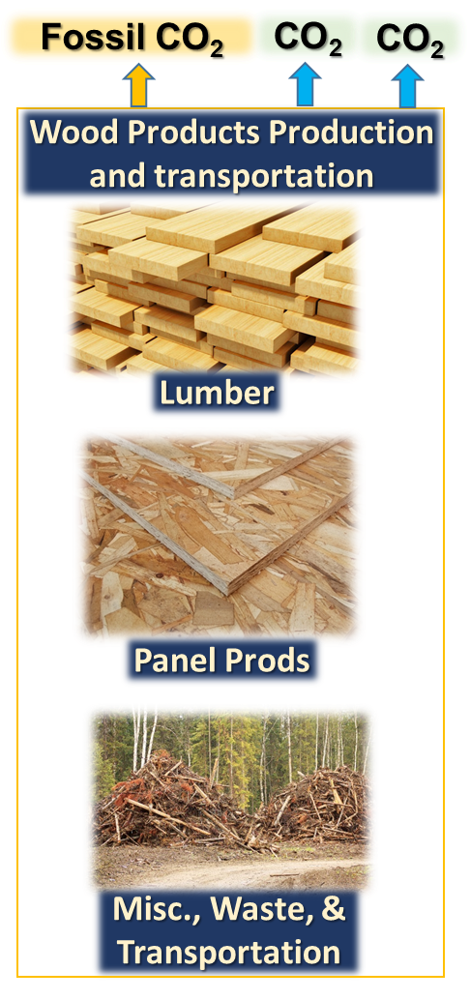 Fossil CO₂ CO₂ CO₂
Wood Products Production
and transportation
Lumber
Panel Prods
Misc., Waste, &
Transportation